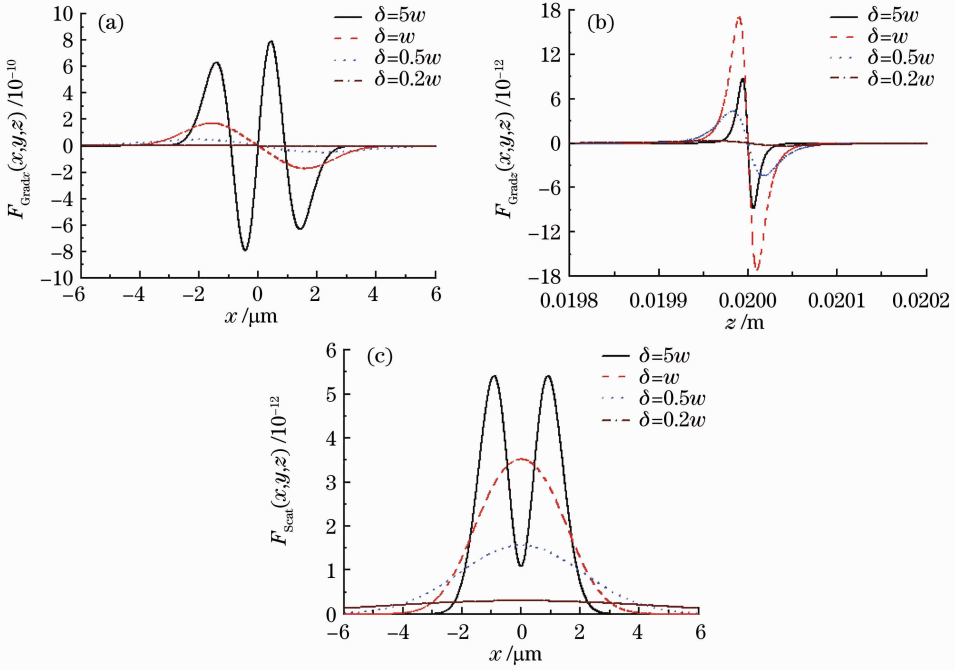 (a)
δ=5w
δ=w
δ=0.5w
δ=0.2w
10
8
6
4
2
0
−2
−4
−6
−8
−10
F_Gradx(x,y,z) /10⁻¹⁰
−6 −4 −2 0 2 4 6
x /μm
(b)
δ=5w
δ=w
δ=0.5w
δ=0.2w
18
12
6
0
−6
−12
−18
F_Gradz(x,y,z) /10⁻¹²
0.0198 0.0199 0.0200 0.0201 0.0202
z /m
(c)
δ=5w
δ=w
δ=0.5w
δ=0.2w
6
5
4
3
2
1
0
F_Scat(x,y,z) /10⁻¹²
−6 −4 −2 0 2 4 6
x /μm